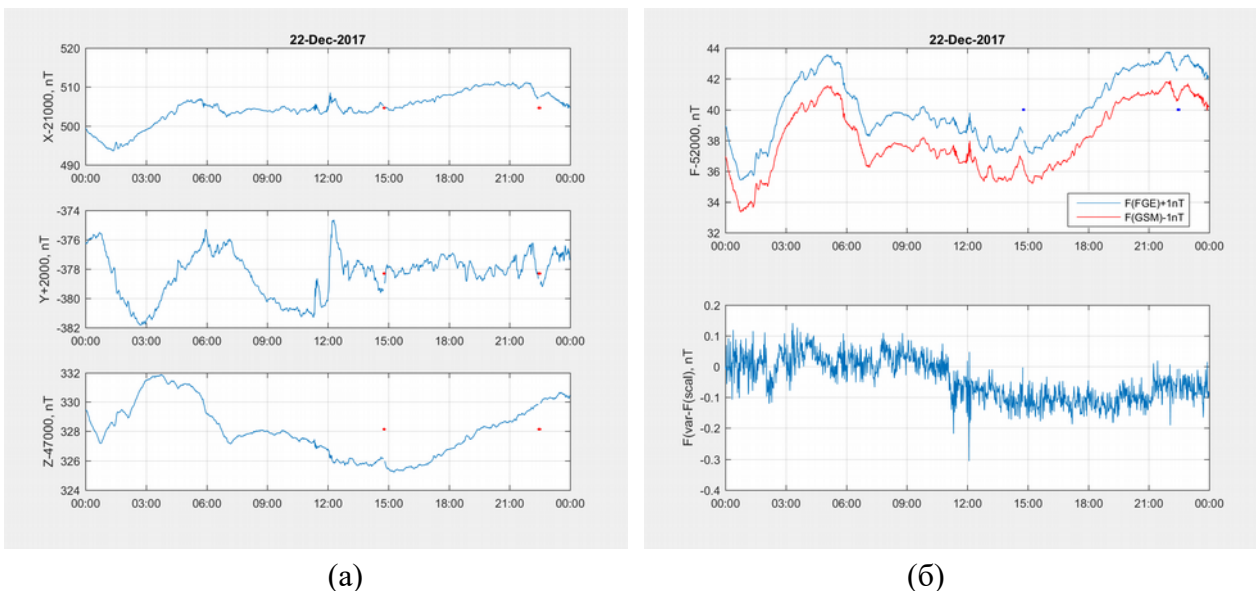 22-Dec-2017
X-21000, nT
520
510
500
490
00:00 03:00 06:00 09:00 12:00 15:00 18:00 21:00 00:00
Y+2000, nT
-374
-376
-378
-380
-382
00:00 03:00 06:00 09:00 12:00 15:00 18:00 21:00 00:00
Z-47000, nT
332
330
328
326
324
00:00 03:00 06:00 09:00 12:00 15:00 18:00 21:00 00:00
(а)
22-Dec-2017
F-52000, nT
44
42
40
38
36
34
32
F(FGE)+1nT
F(GSM)-1nT
00:00 03:00 06:00 09:00 12:00 15:00 18:00 21:00 00:00
F(var-F(scal), nT
0.2
0.1
0
-0.1
-0.2
-0.3
-0.4
00:00 03:00 06:00 09:00 12:00 15:00 18:00 21:00 00:00
(б)